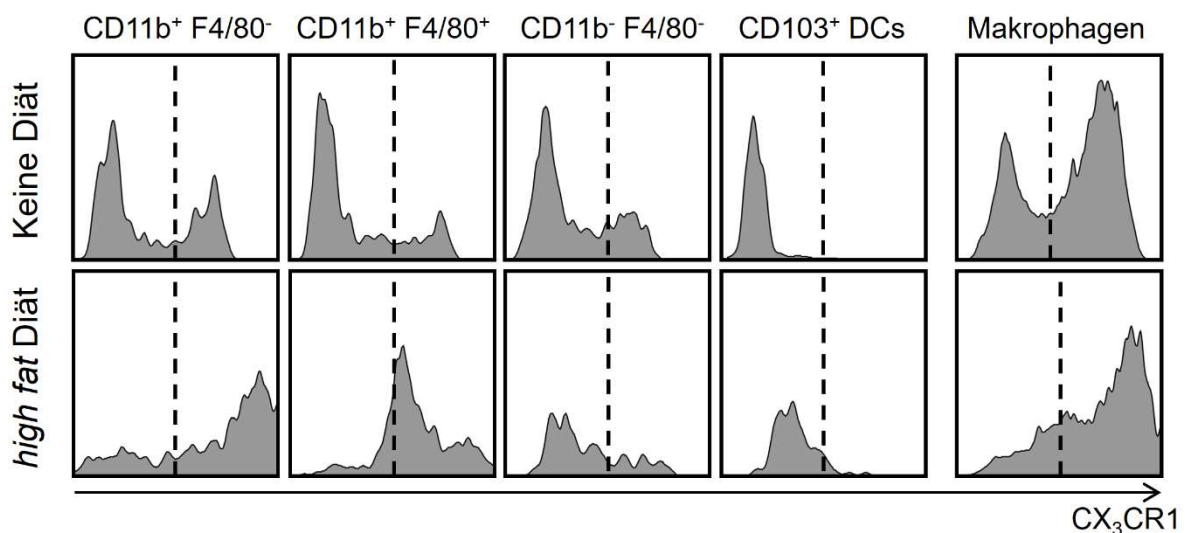 CD11b⁺ F4/80⁻ CD11b⁺ F4/80⁺ CD11b⁻ F4/80⁻ CD103⁺ DCs Makrophagen
Keine Diät
high fat Diät
CX₃CR1